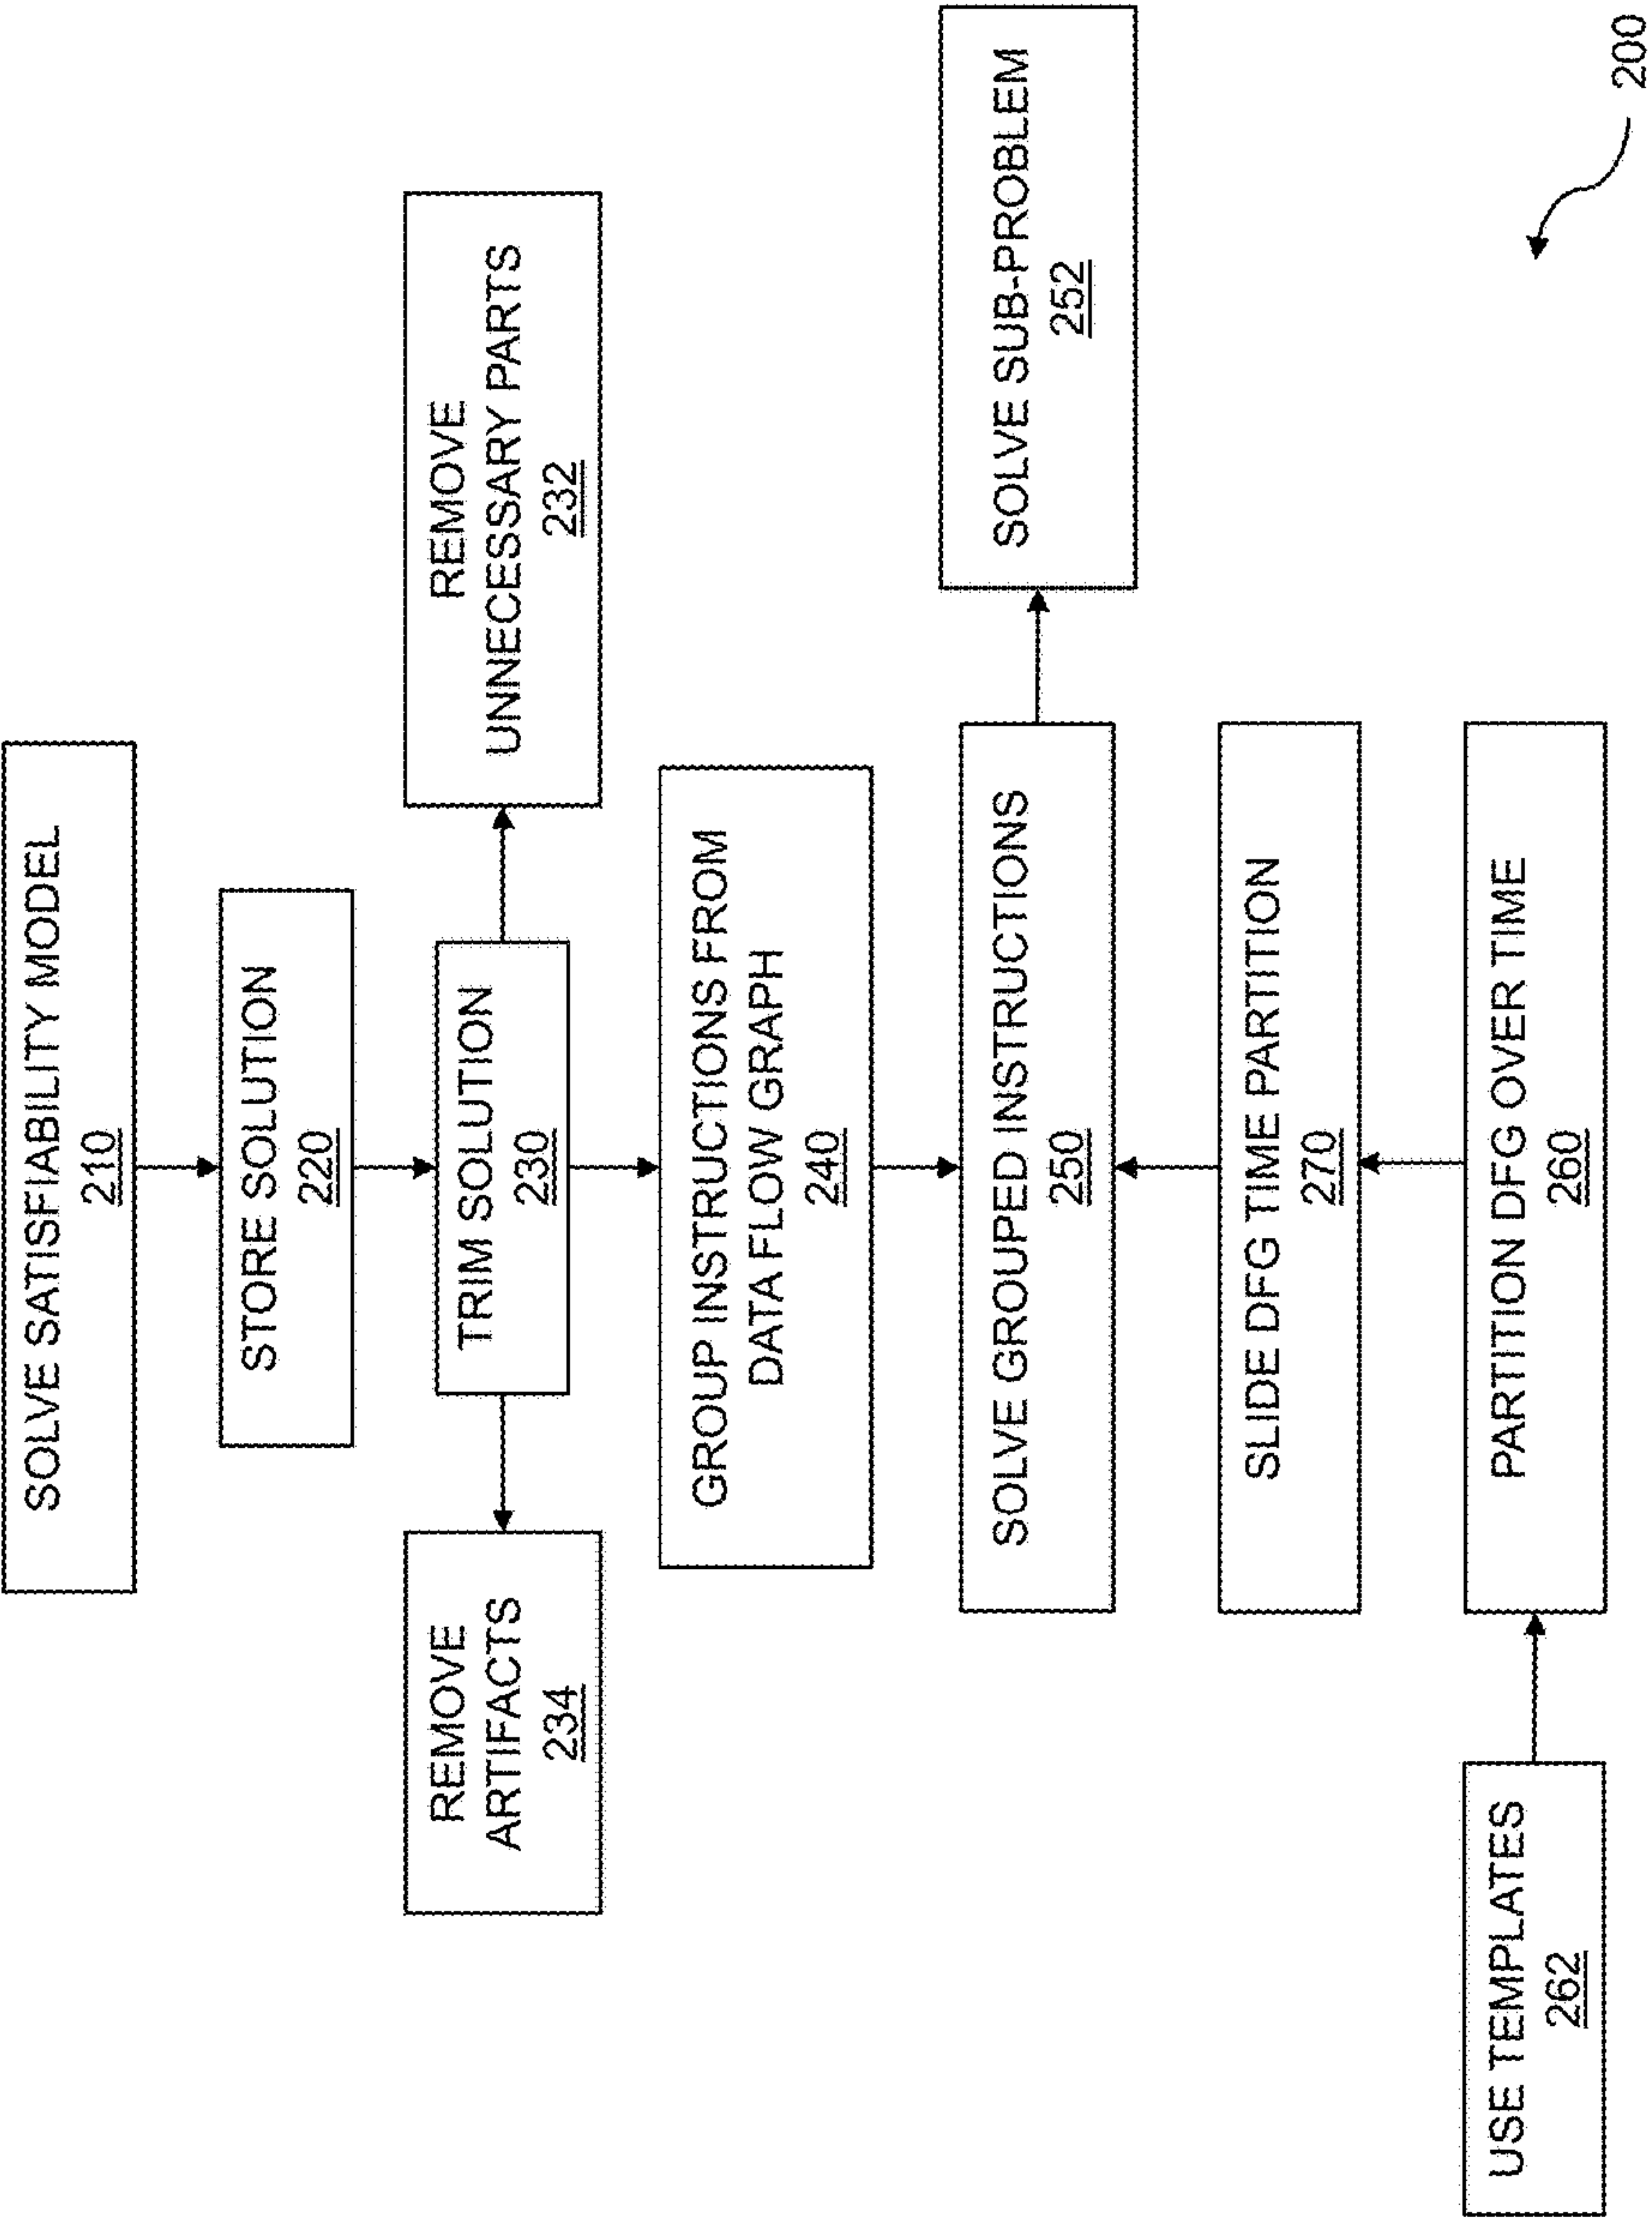 SOLVE SATISFIABILITY MODEL
210
STORE SOLUTION
220
TRIM SOLUTION
230
REMOVE
UNNECESSARY PARTS
232
REMOVE
ARTIFACTS
234
GROUP INSTRUCTIONS FROM
DATA FLOW GRAPH
240
SOLVE GROUPED INSTRUCTIONS
250
SOLVE SUB-PROBLEM
252
SLIDE DFG TIME PARTITION
270
PARTITION DFG OVER TIME
260
USE TEMPLATES
262
200